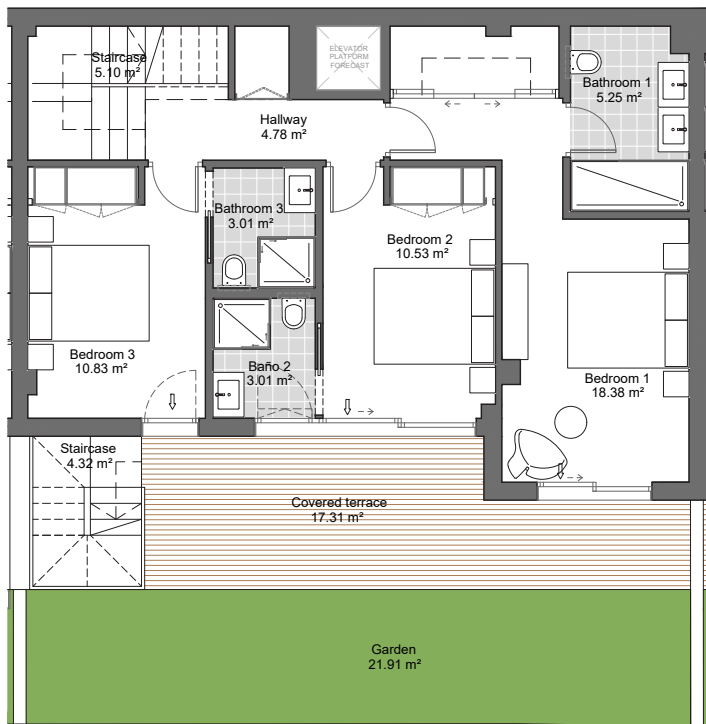 Staircase
5.10 m²
ELEVATOR
PLATFORM
FORECAST
Bathroom 1
5.25 m²
Hallway
4.78 m²
Bathroom 3
3.01 m²
Bedroom 2
10.53 m²
Bedroom 3
10.83 m²
Baño 2
3.01 m²
Bedroom 1
18.38 m²
Staircase
4.32 m²
Covered terrace
17.31 m²
Garden
21.91 m²